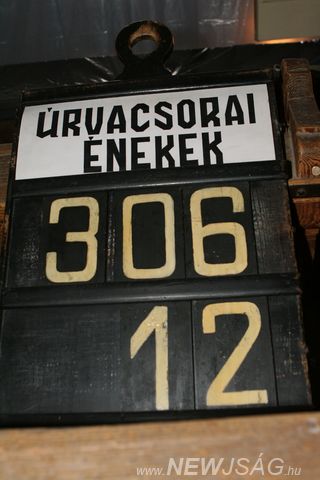 ÚRVACSORAI
ÉNEKEK
306
12
www.NEWJSÁG.hu